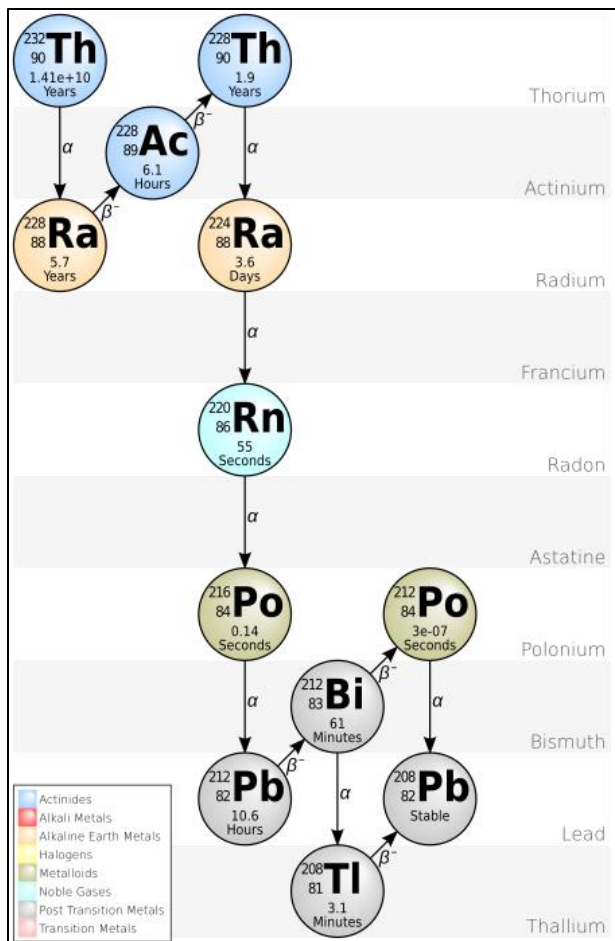 232
90 Th
1.41e+10
Years
228
90 Th
1.9
Years
Thorium
α
β⁻
228
89 Ac
6.1
Hours
α
β⁻
Actinium
228
88 Ra
5.7
Years
224
88 Ra
3.6
Days
Radium
α
Francium
220
86 Rn
55
Seconds
Radon
α
Astatine
216
84 Po
0.14
Seconds
212
84 Po
3e-07
Seconds
Polonium
α
β⁻
212
83 Bi
61
Minutes
α
β⁻
Bismuth
212
82 Pb
10.6
Hours
α
208
82 Pb
Stable
Lead
β⁻
208
81 Tl
3.1
Minutes
Thallium
Actinides
Alkali Metals
Alkaline Earth Metals
Halogens
Metalloids
Noble Gases
Post Transition Metals
Transition Metals